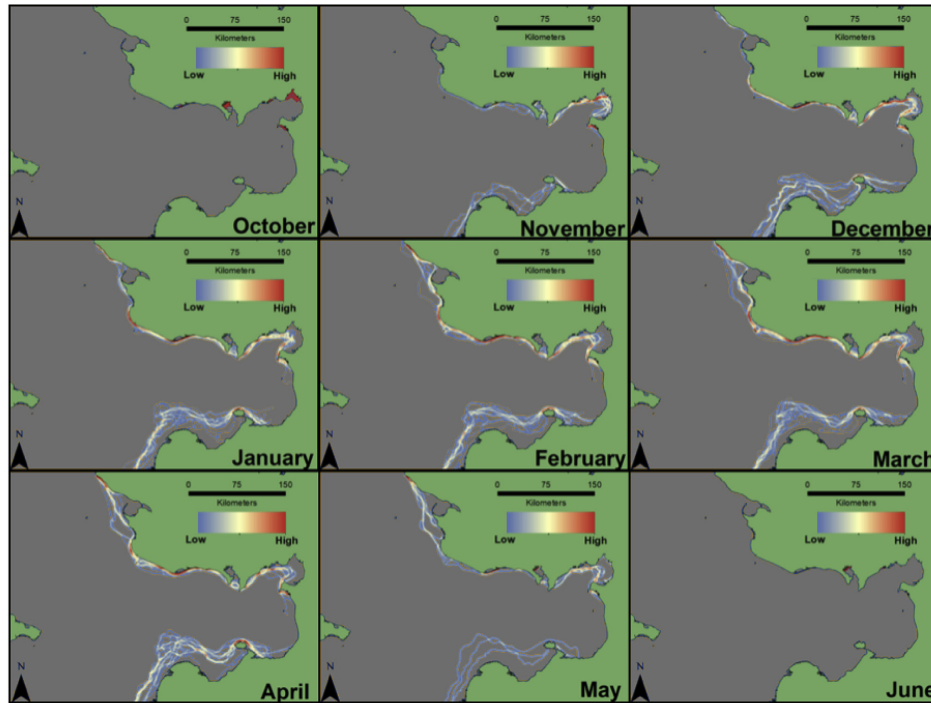 0 75 150
Kilometers
Low High
N
October
0 75 150
Kilometers
Low High
N
November
0 75 150
Kilometers
Low High
N
December
0 75 150
Kilometers
Low High
N
January
0 75 150
Kilometers
Low High
N
February
0 75 150
Kilometers
Low High
N
March
0 75 150
Kilometers
Low High
N
April
0 75 150
Kilometers
Low High
N
May
0 75 150
Kilometers
Low High
N
June